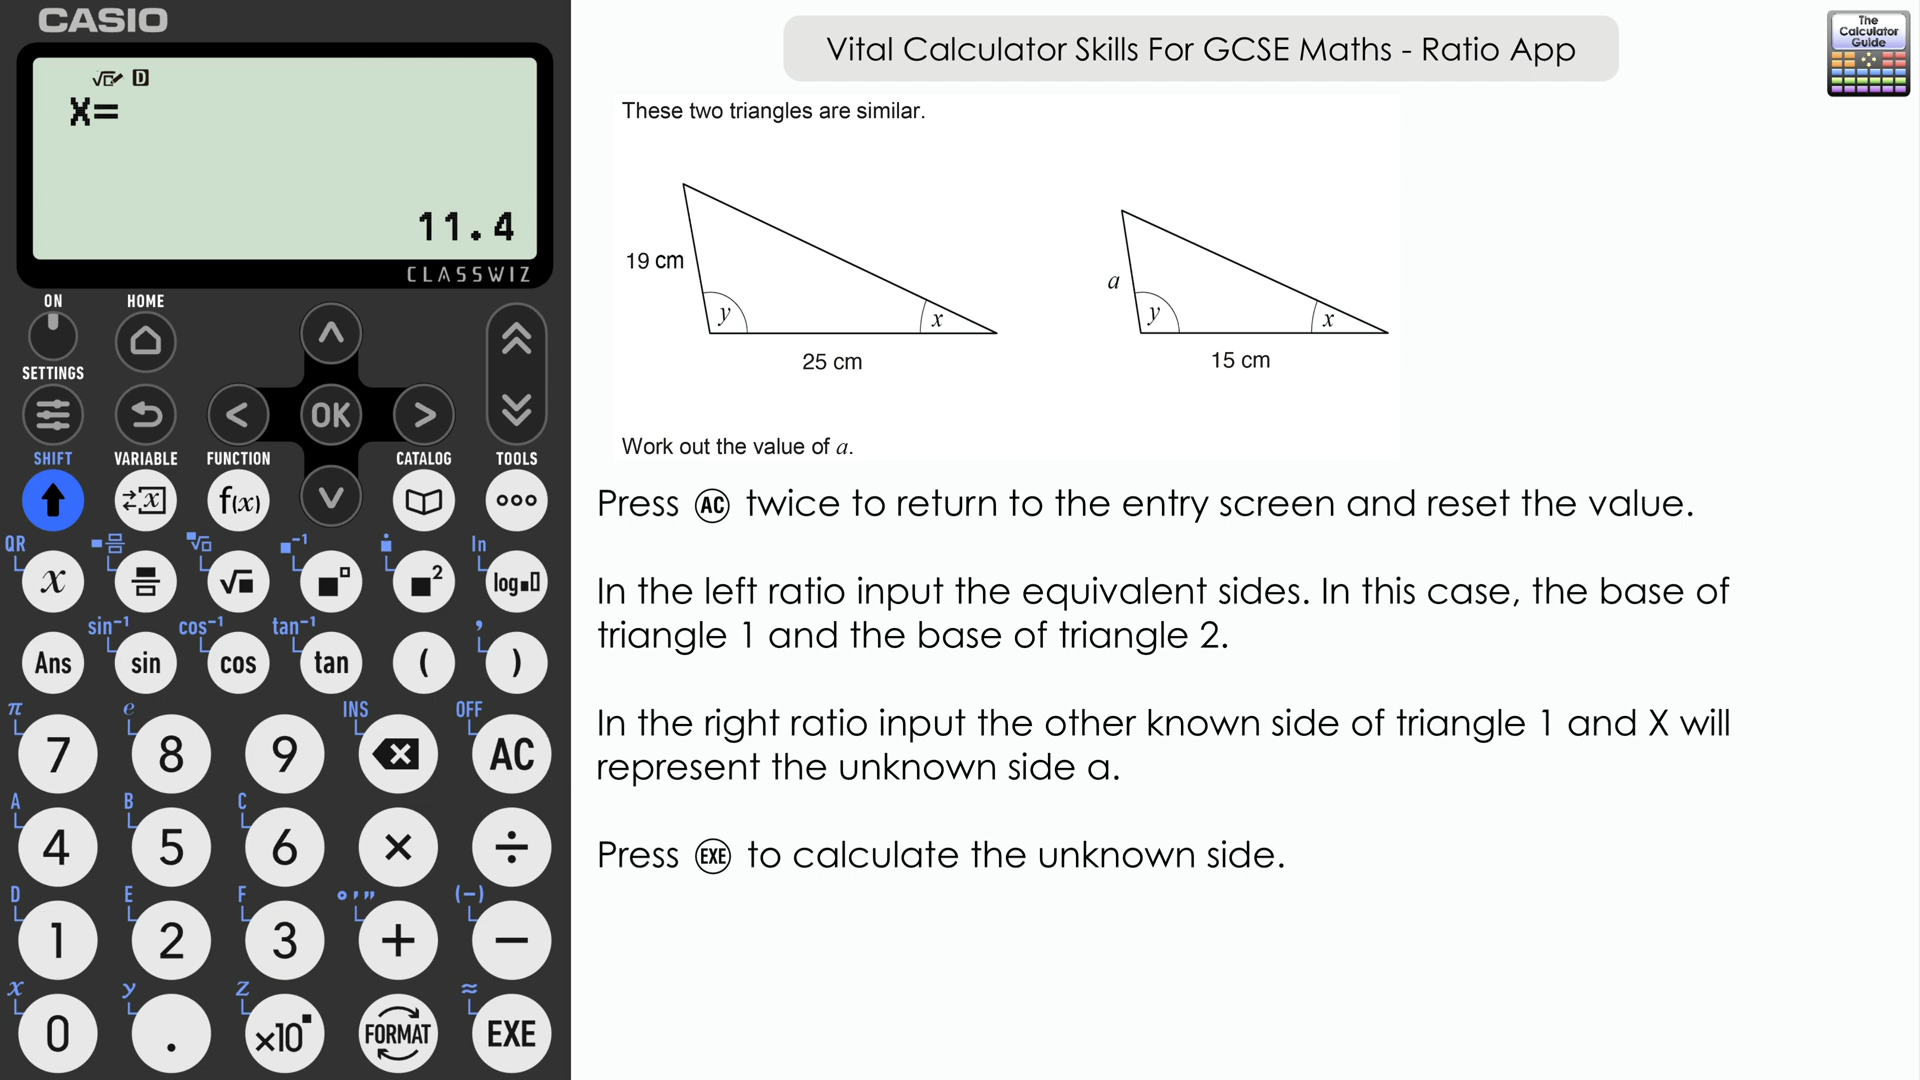 CASIO
D
X=
11.4
CLASSWIZ
ON HOME
SETTINGS
OK
SHIFT VARIABLE FUNCTION CATALOG TOOLS
x f(x)
QR -1 ln
x 2 log
sin⁻¹ cos⁻¹ tan⁻¹ ,
Ans sin cos tan ( )
π e INS OFF
7 8 9 AC
A B C
4 5 6 × ÷
D E F °'" (−)
1 2 3 + −
x y z ≈
0 . ×10 FORMAT EXE
Vital Calculator Skills For GCSE Maths - Ratio App
The
Calculator
Guide
These two triangles are similar.
19 cm
y
x
25 cm
a
y
x
15 cm
Work out the value of a.
Press AC twice to return to the entry screen and reset the value.
In the left ratio input the equivalent sides. In this case, the base of
triangle 1 and the base of triangle 2.
In the right ratio input the other known side of triangle 1 and X will
represent the unknown side a.
Press EXE to calculate the unknown side.